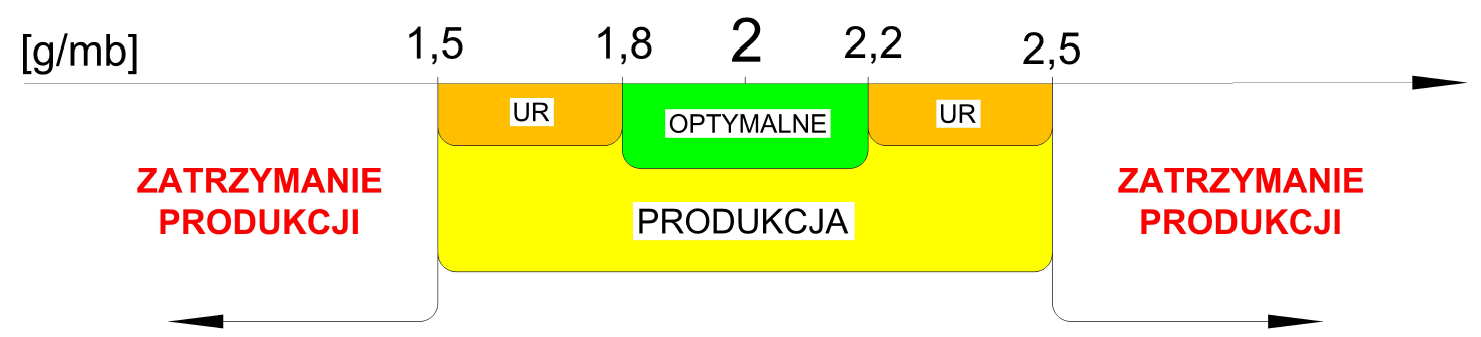 [g/mb]
1,5
1,8
2
2,2
2,5
UR
OPTYMALNE
UR
ZATRZYMANIE
PRODUKCJI
PRODUKCJA
ZATRZYMANIE
PRODUKCJI